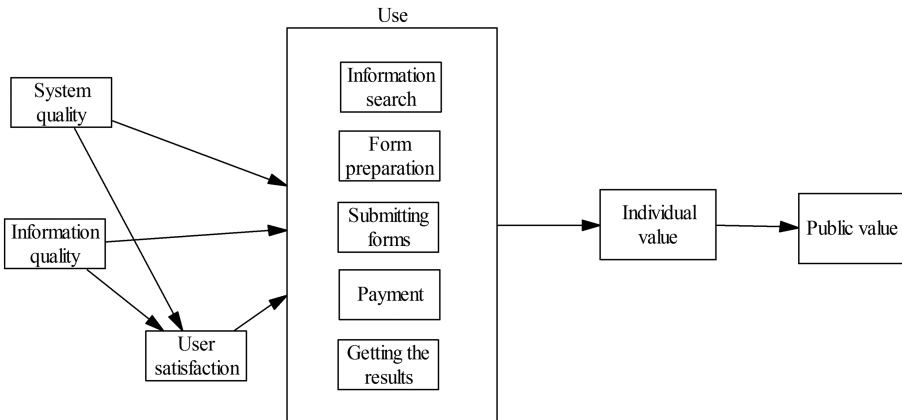 Use
System
quality
Information
quality
User
satisfaction
Information
search
Form
preparation
Submitting
forms
Payment
Getting the
results
Individual
value
Public value